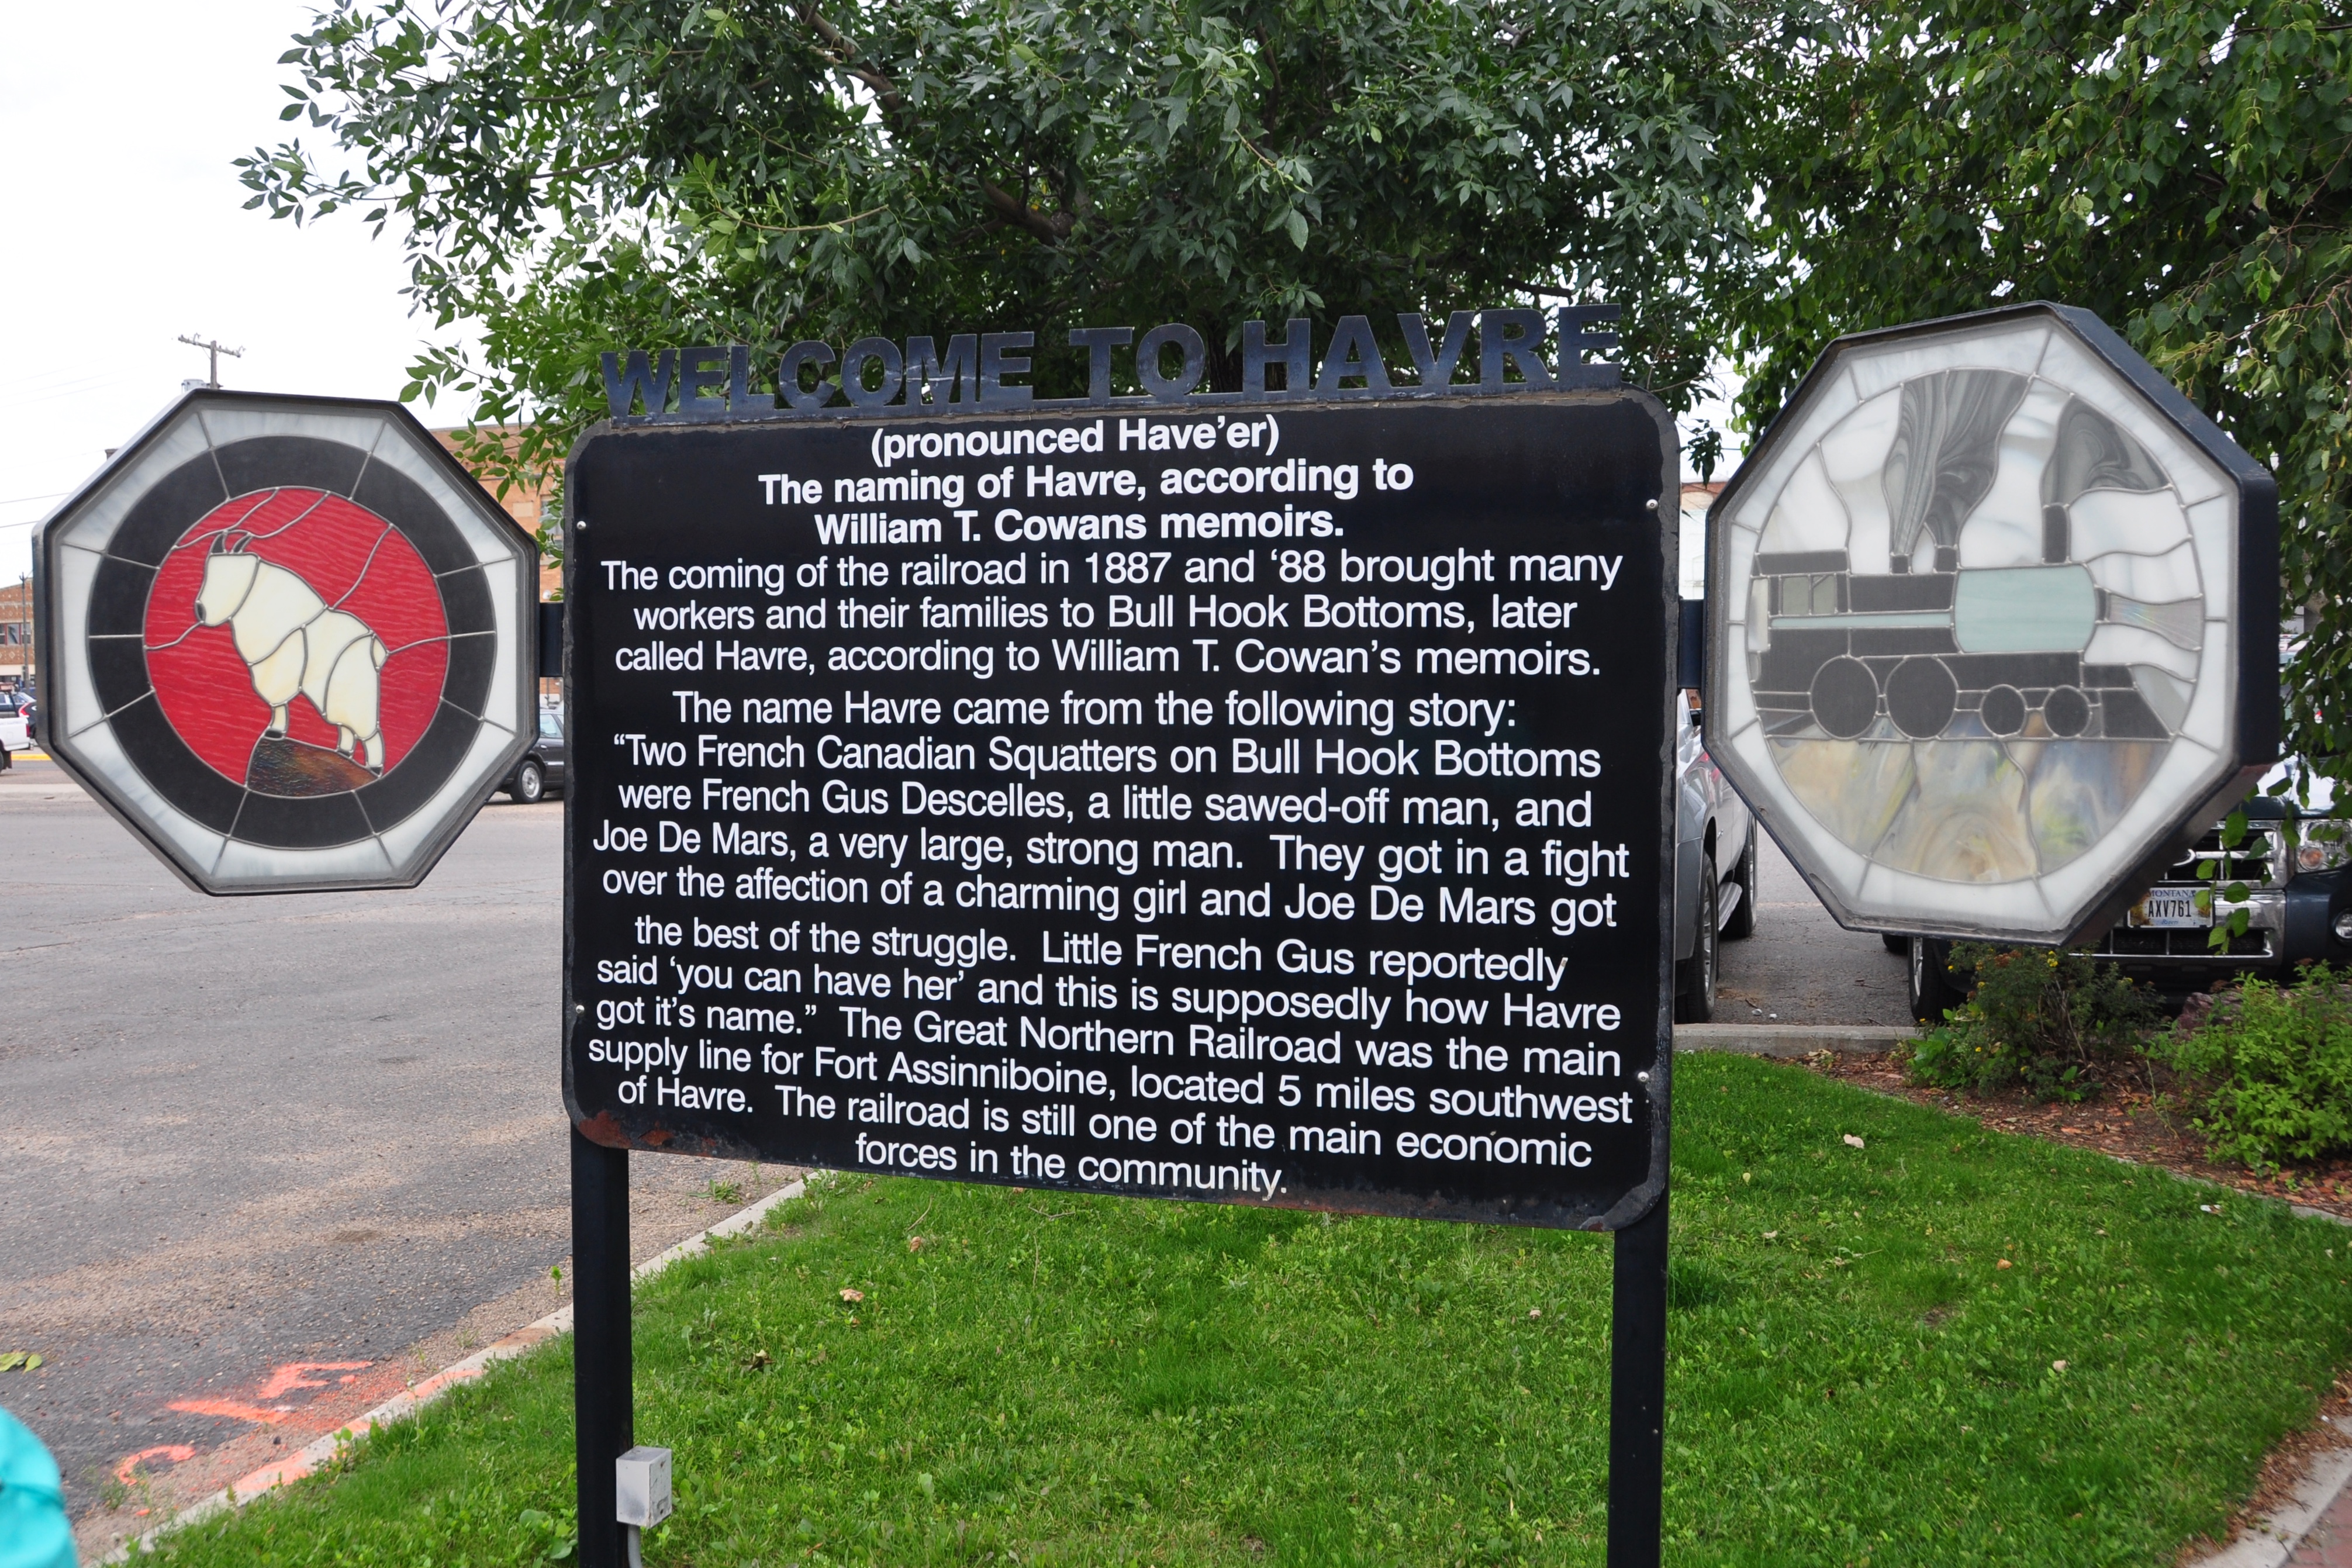 WELCOME TO HAVRE
(pronounced Have'er)
The naming of Havre, according to
William T. Cowans memoirs.
The coming of the railroad in 1887 and ‘88 brought many
workers and their families to Bull Hook Bottoms, later
called Havre, according to William T. Cowan’s memoirs.
The name Havre came from the following story:
“Two French Canadian Squatters on Bull Hook Bottoms
were French Gus Descelles, a little sawed-off man, and
Joe De Mars, a very large, strong man. They got in a fight
over the affection of a charming girl and Joe De Mars got
the best of the struggle. Little French Gus reportedly
said ‘you can have her’ and this is supposedly how Havre
got it’s name.” The Great Northern Railroad was the main
supply line for Fort Assinniboine, located 5 miles southwest
of Havre. The railroad is still one of the main economic
forces in the community.
MONTANA
AXV761